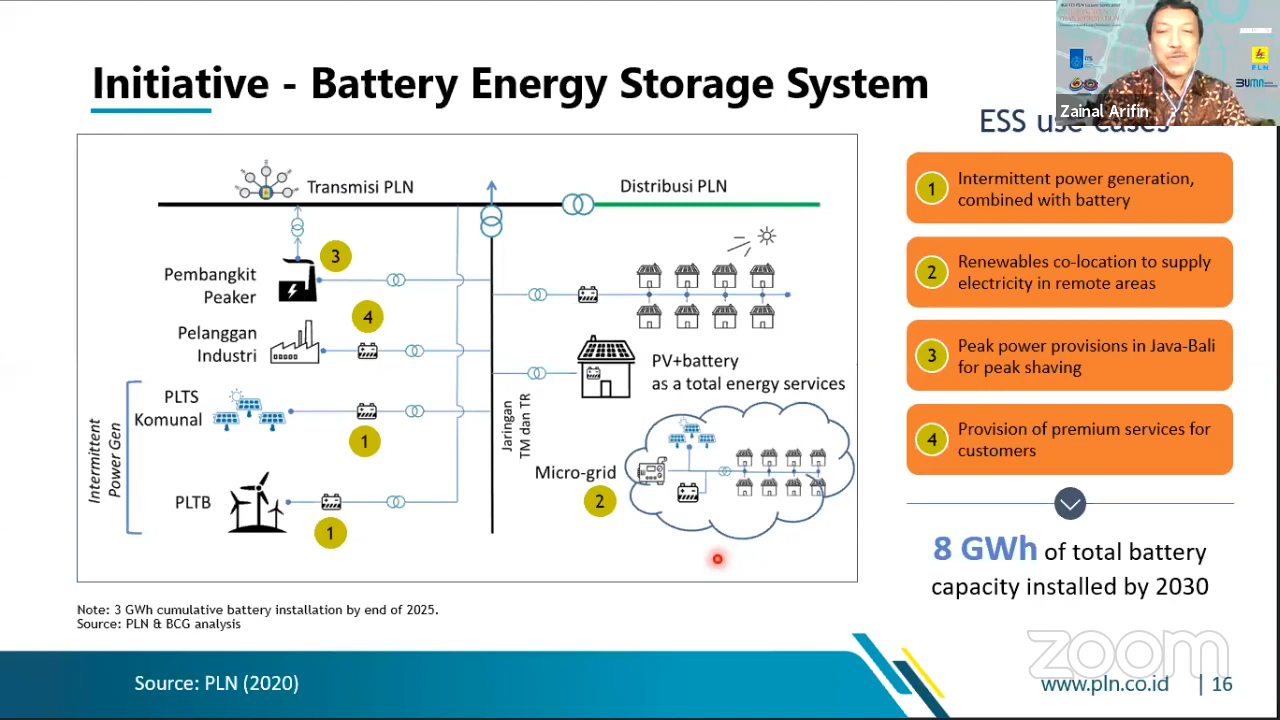 Initiative - Battery Energy Storage System
Zainal Arifin
ITS
PLN
BUMA
ESS use cases
Transmisi PLN
Distribusi PLN
3
Pembangkit
Peaker
4
Pelanggan
Industri
PLTS
Komunal
1
Intermittent
Power Gen
PLTB
1
Jaringan
TM dan TR
PV+battery
as a total energy services
Micro-grid
2
1
Intermittent power generation,
combined with battery
2
Renewables co-location to supply
electricity in remote areas
3
Peak power provisions in Java-Bali
for peak shaving
4
Provision of premium services for
customers
8 GWh of total battery
capacity installed by 2030
Note: 3 GWh cumulative battery installation by end of 2025.
Source: PLN & BCG analysis
Source: PLN (2020)
zoom
www.pln.co.id
| 16